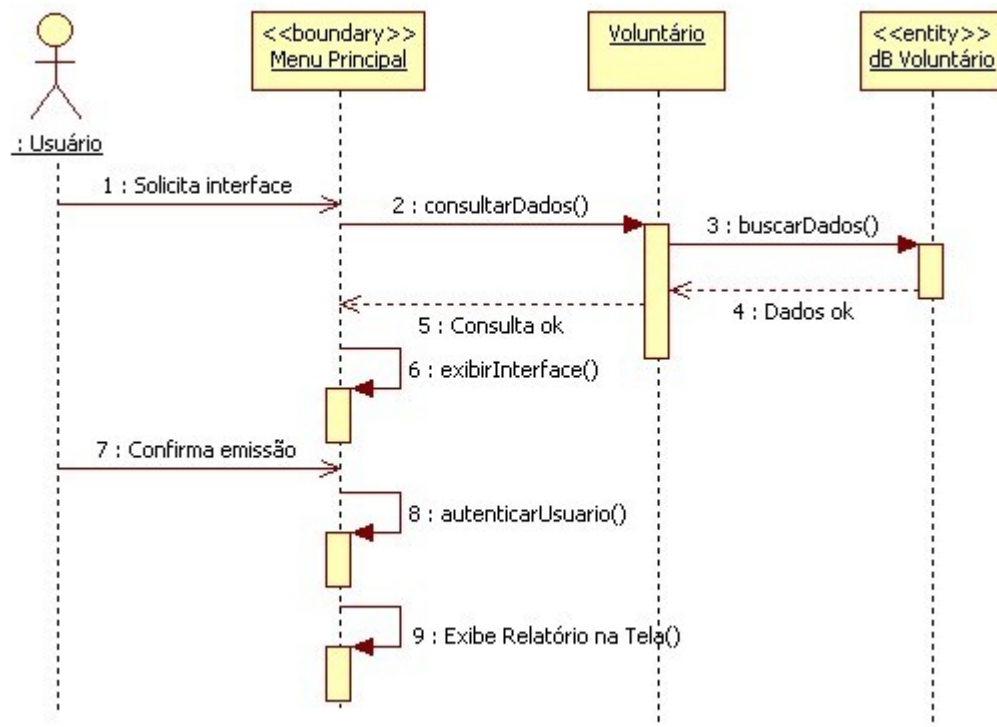 <<boundary>>
Menu Principal
Voluntário
<<entity>>
dB Voluntário
: Usuário
1 : Solicita interface
2 : consultarDados()
3 : buscarDados()
4 : Dados ok
5 : Consulta ok
6 : exibirInterface()
7 : Confirma emissão
8 : autenticarUsuario()
9 : Exibe Relatório na Tela()